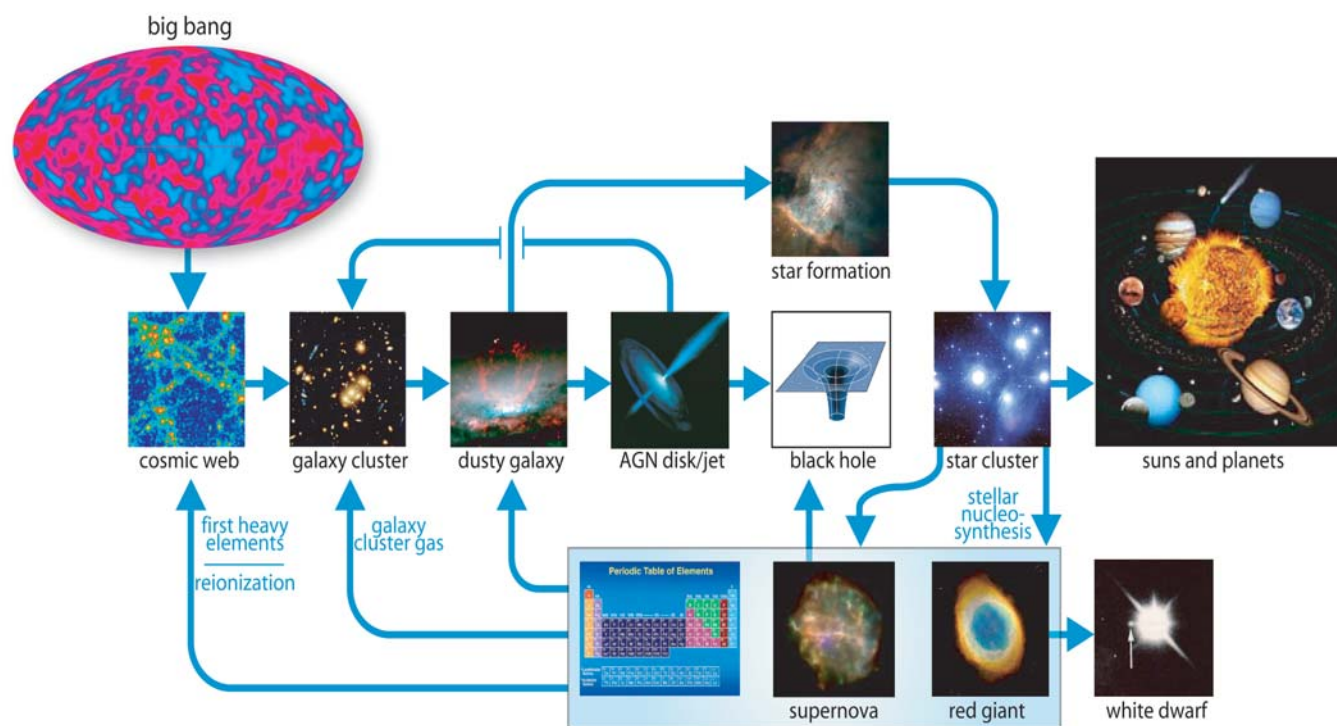 big bang
star formation
cosmic web
galaxy cluster
dusty galaxy
AGN disk/jet
black hole
star cluster
suns and planets
first heavy
elements
reionization
galaxy
cluster gas
stellar
nucleo-
synthesis
Periodic Table of Elements
supernova
red giant
white dwarf